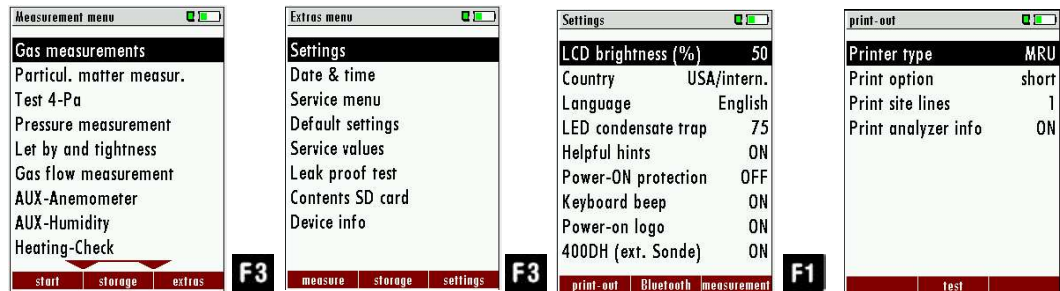 Measurement menu
Gas measurements
Particul. matter measur.
Test 4-Pa
Pressure measurement
Let by and tightness
Gas flow measurement
AUX-Anemometer
AUX-Humidity
Heating-Check
start storage extras
F3
Extras menu
Settings
Date & time
Service menu
Default settings
Service values
Leak proof test
Contents SD card
Device info
measure storage settings
F3
Settings
LCD brightness (%) 50
Country USA/intern.
Language English
LED condensate trap 75
Helpful hints ON
Power-ON protection OFF
Keyboard beep ON
Power-on logo ON
400DH (ext. Sonde) ON
print-out Bluetooth measurement
F1
print-out
Printer type MRU
Print option short
Print site lines 1
Print analyzer info ON
test